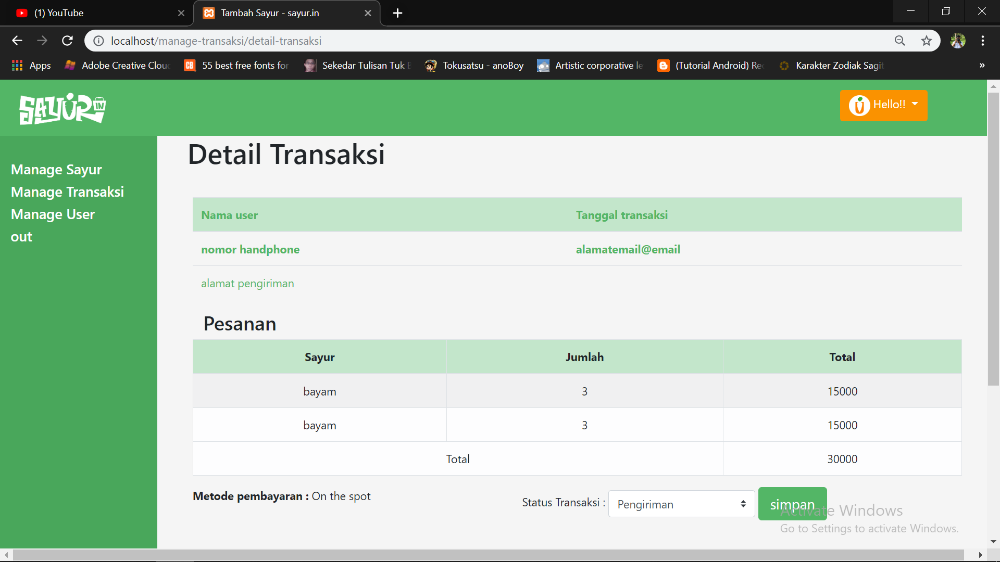 (1) YouTube
Tambah Sayur - sayur.in
localhost/manage-transaksi/detail-transaksi
Apps
Adobe Creative Clou
55 best free fonts for
Sekedar Tulisan Tuk B
Tokusatsu - anoBoy
Artistic corporative le
(Tutorial Android) Re
Karakter Zodiak Sagit
»
SAYUR IN
Hello!!
Detail Transaksi
Manage Sayur
Manage Transaksi
Manage User
out
Nama user
Tanggal transaksi
nomor handphone
alamatemail@email
alamat pengiriman
Pesanan
Sayur
Jumlah
Total
bayam
3
15000
bayam
3
15000
Total
30000
Metode pembayaran : On the spot
Status Transaksi :
Pengiriman
simpan
Activate Windows
Go to Settings to activate Windows.